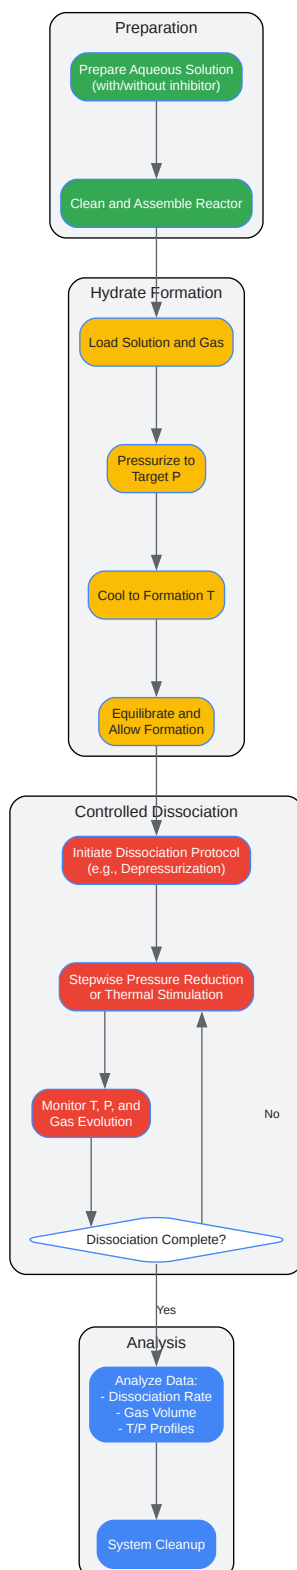 Preparation
Prepare Aqueous Solution
(with/without inhibitor)
Clean and Assemble Reactor
Hydrate Formation
Load Solution and Gas
Pressurize to
Target P
Cool to Formation T
Equilibrate and
Allow Formation
Controlled Dissociation
Initiate Dissociation Protocol
(e.g., Depressurization)
Stepwise Pressure Reduction
or Thermal Stimulation
Monitor T, P, and
Gas Evolution
No
Dissociation Complete?
Yes
Analysis
Analyze Data:
- Dissociation Rate
- Gas Volume
- T/P Profiles
System Cleanup